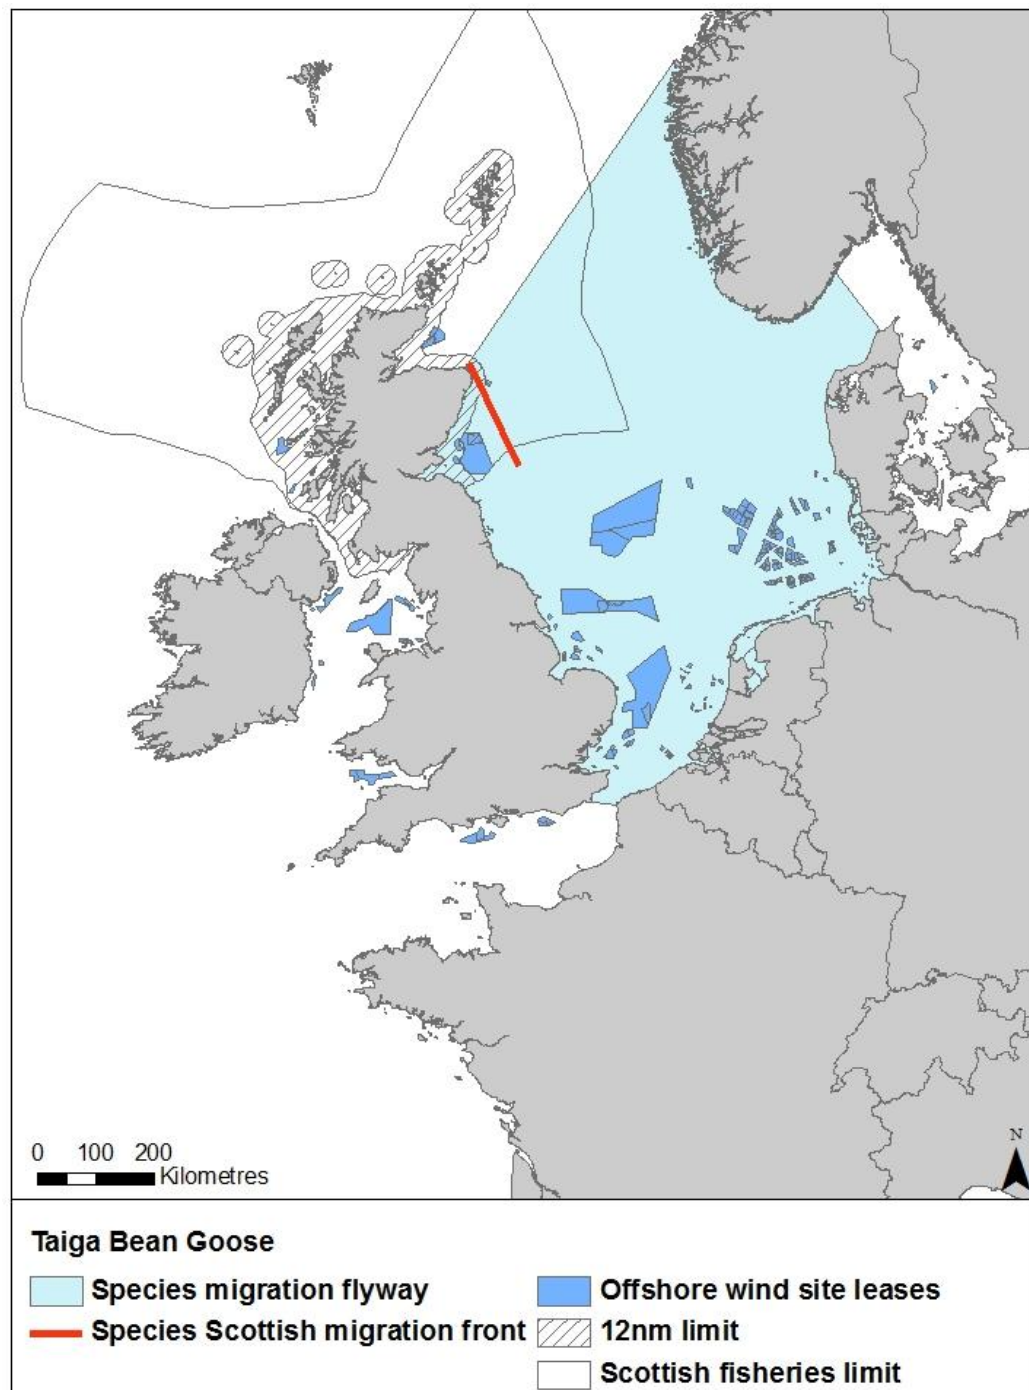 N
0 100 200
Kilometres
Taiga Bean Goose
Species migration flyway
Offshore wind site leases
Species Scottish migration front
12nm limit
Scottish fisheries limit